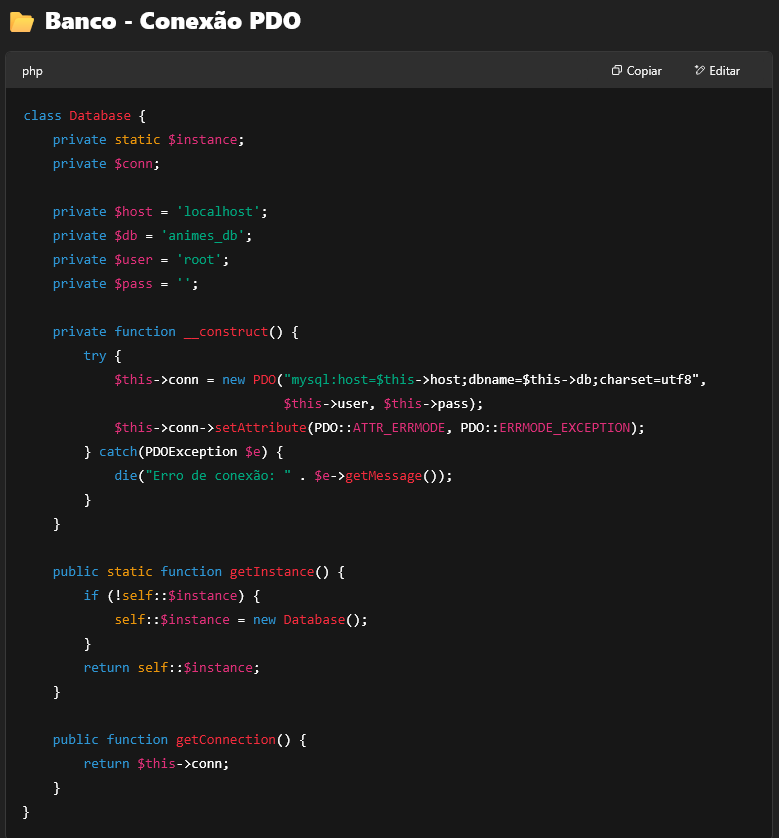 Banco - Conexão PDO
php
Copiar
Editar
class Database {
    private static $instance;
    private $conn;

    private $host = 'localhost';
    private $db = 'animes_db';
    private $user = 'root';
    private $pass = '';

    private function __construct() {
        try {
            $this->conn = new PDO("mysql:host=$this->host;dbname=$this->db;charset=utf8",
                                  $this->user, $this->pass);
            $this->conn->setAttribute(PDO::ATTR_ERRMODE, PDO::ERRMODE_EXCEPTION);
        } catch(PDOException $e) {
            die("Erro de conexão: " . $e->getMessage());
        }
    }

    public static function getInstance() {
        if (!self::$instance) {
            self::$instance = new Database();
        }
        return self::$instance;
    }

    public function getConnection() {
        return $this->conn;
    }
}